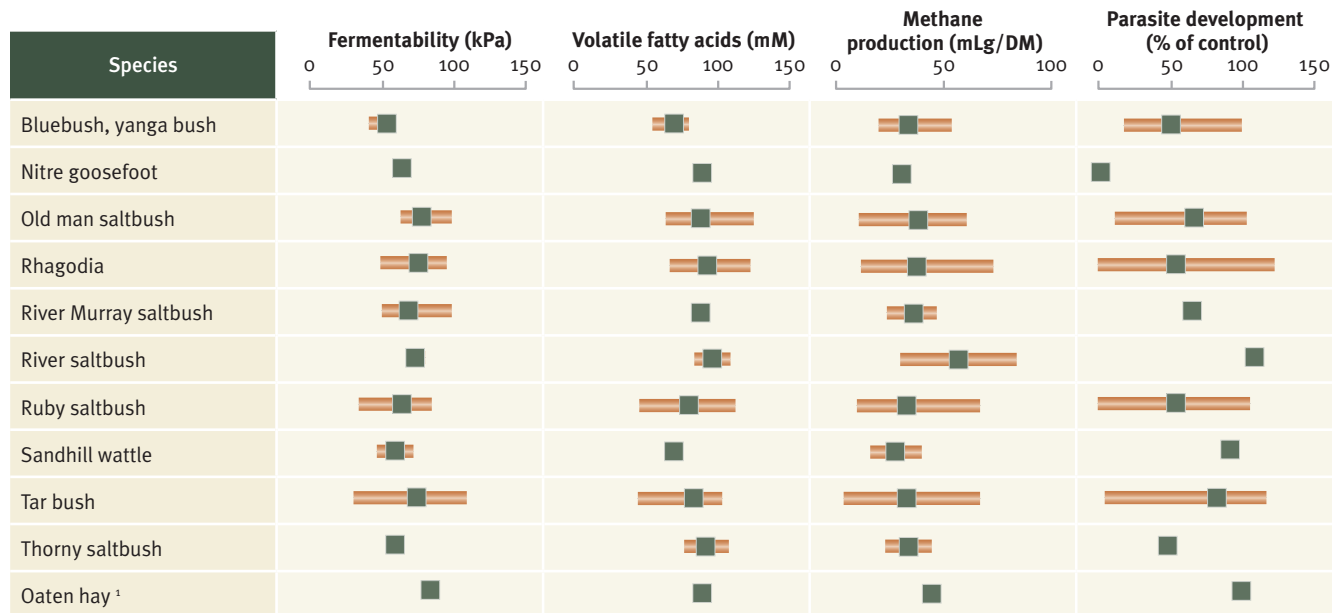 Species
Fermentability (kPa)
0 50 100 150
Volatile fatty acids (mM)
0 50 100 150
Methane
production (mLg/DM)
0 50 100
Parasite development
(% of control)
0 50 100 150
Bluebush, yanga bush
Nitre goosefoot
Old man saltbush
Rhagodia
River Murray saltbush
River saltbush
Ruby saltbush
Sandhill wattle
Tar bush
Thorny saltbush
Oaten hay ¹